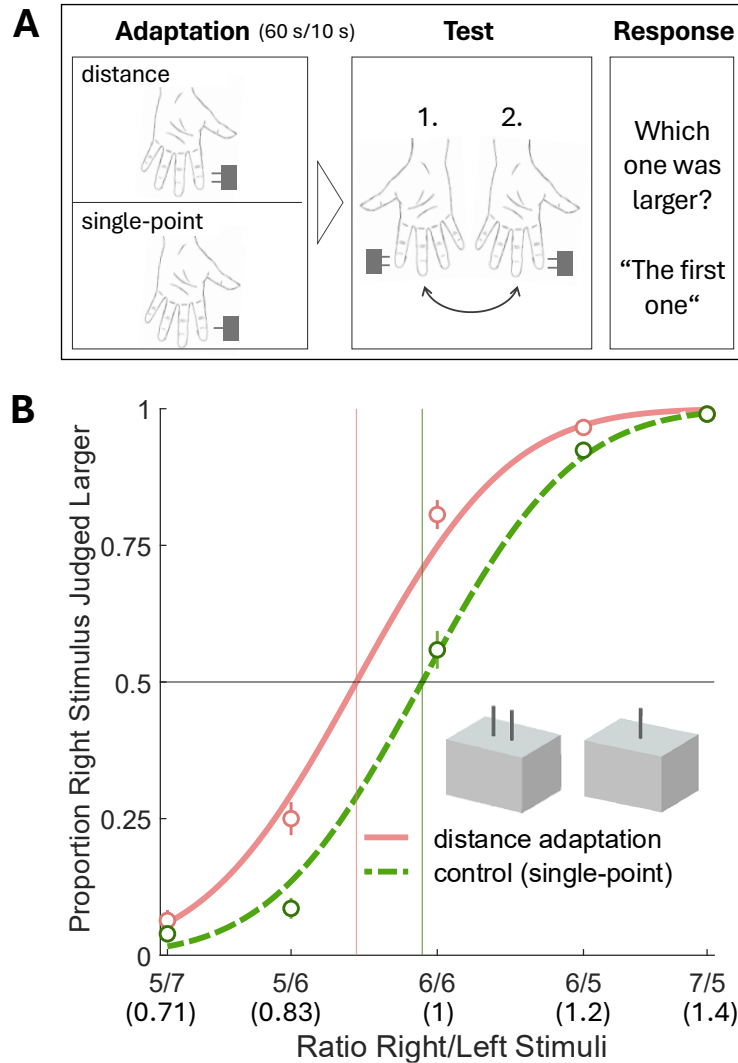 A
Adaptation (60 s/10 s)
Test
Response
distance
single-point
1.
2.
Which
one was
larger?
“The first
one“
B
Proportion Right Stimulus Judged Larger
1
0.75
0.5
0.25
0
distance adaptation
control (single-point)
5/7 5/6 6/6 6/5 7/5
(0.71) (0.83) (1) (1.2) (1.4)
Ratio Right/Left Stimuli